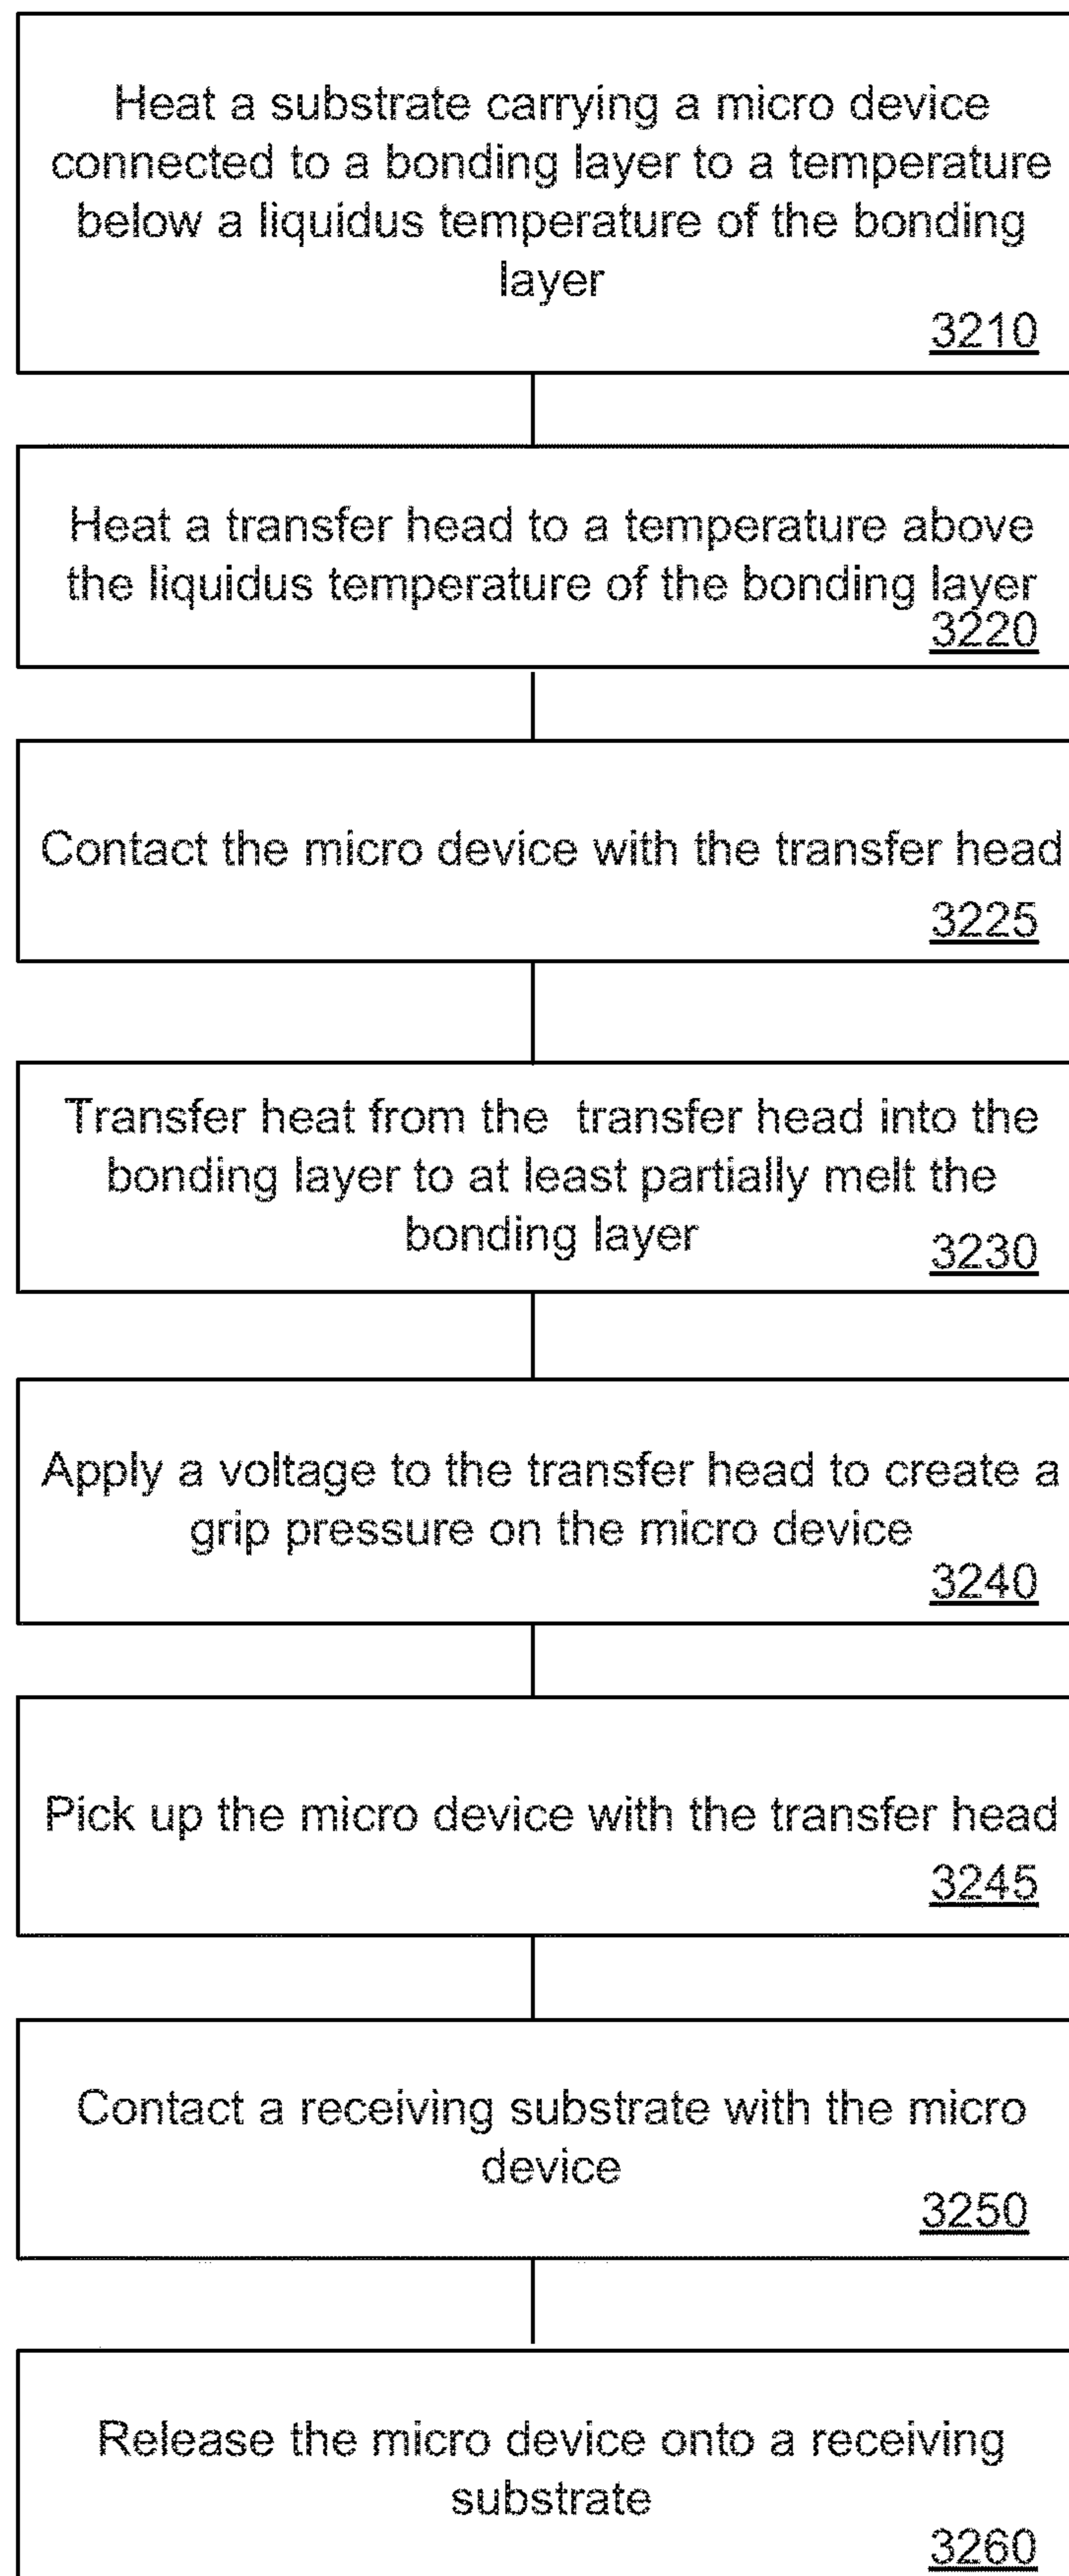 Heat a substrate carrying a micro device
connected to a bonding layer to a temperature
below a liquidus temperature of the bonding
layer
3210
Heat a transfer head to a temperature above
the liquidus temperature of the bonding layer
3220
Contact the micro device with the transfer head
3225
Transfer heat from the transfer head into the
bonding layer to at least partially melt the
bonding layer
3230
Apply a voltage to the transfer head to create a
grip pressure on the micro device
3240
Pick up the micro device with the transfer head
3245
Contact a receiving substrate with the micro
device
3250
Release the micro device onto a receiving
substrate
3260